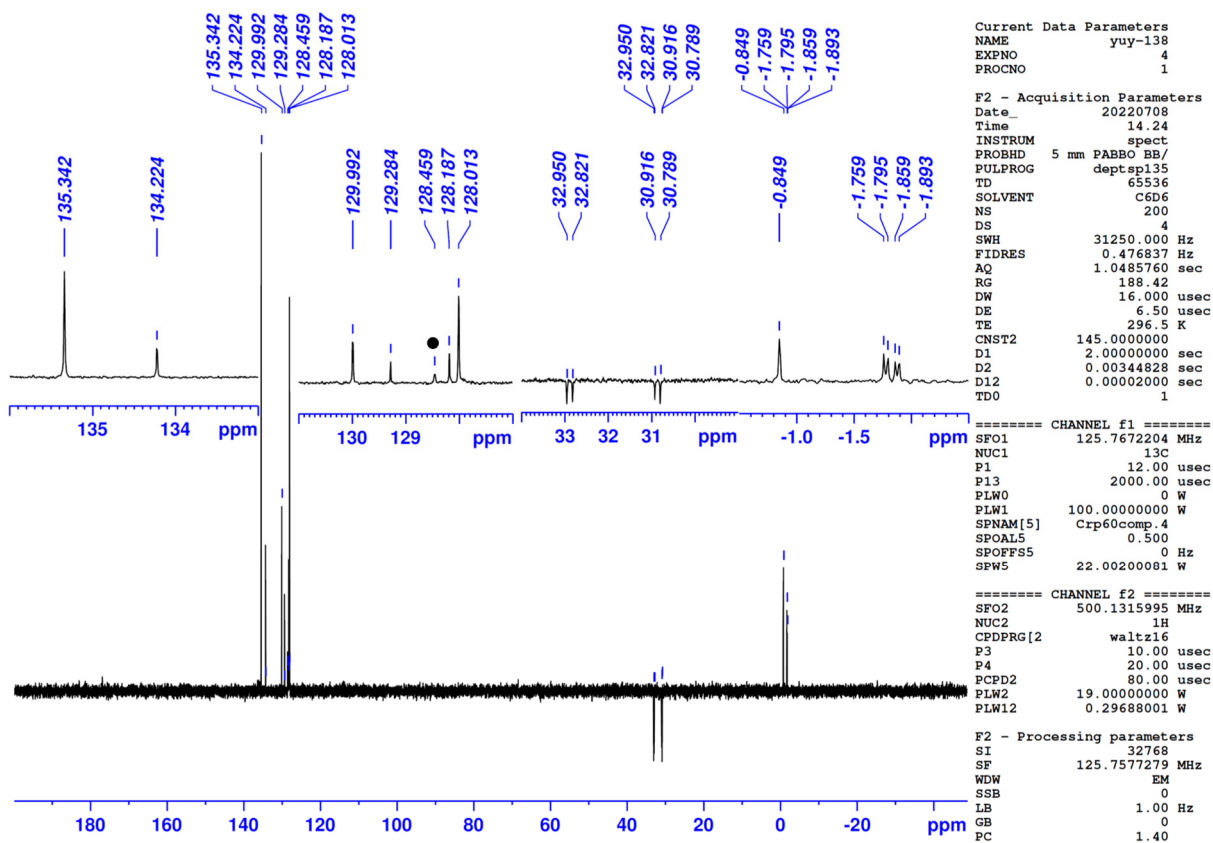 135.342
134.224
129.992
129.284
128.459
128.187
128.013
32.950
32.821
30.916
30.789
-0.849
-1.759
-1.795
-1.859
-1.893
135.342
134.224
129.992
129.284
128.459
128.187
128.013
32.950
32.821
30.916
30.789
-0.849
-1.759
-1.795
-1.859
-1.893
135 134 ppm
130 129 ppm
33 32 31 ppm
-1.0 -1.5 ppm
180 160 140 120 100 80 60 40 20 0 -20 ppm
Current Data Parameters
NAME yuy-138
EXPNO 4
PROCNO 1
F2 - Acquisition Parameters
Date_ 20220708
Time 14.24
INSTRUM spect
PROBHD 5 mm PABBO BB/
PULPROG deptsp135
TD 65536
SOLVENT C6D6
NS 200
DS 4
SWH 31250.000 Hz
FIDRES 0.476837 Hz
AQ 1.0485760 sec
RG 188.42
DW 16.000 usec
DE 6.50 usec
TE 296.5 K
CNST2 145.0000000
D1 2.00000000 sec
D2 0.00344828 sec
D12 0.00002000 sec
TD0 1
======== CHANNEL f1 ========
SFO1 125.7672204 MHz
NUC1 13C
P1 12.00 usec
P13 2000.00 usec
PLW0 0 W
PLW1 100.00000000 W
SPNAM[5] Crp60comp.4
SPOAL5 0.500
SPOFFS5 0 Hz
SPW5 22.00200081 W
======== CHANNEL f2 ========
SFO2 500.1315995 MHz
NUC2 1H
CPDPRG[2 waltz16
P3 10.00 usec
P4 20.00 usec
PCPD2 80.00 usec
PLW2 19.00000000 W
PLW12 0.29688001 W
F2 - Processing parameters
SI 32768
SF 125.7577279 MHz
WDW EM
SSB 0
LB 1.00 Hz
GB 0
PC 1.40